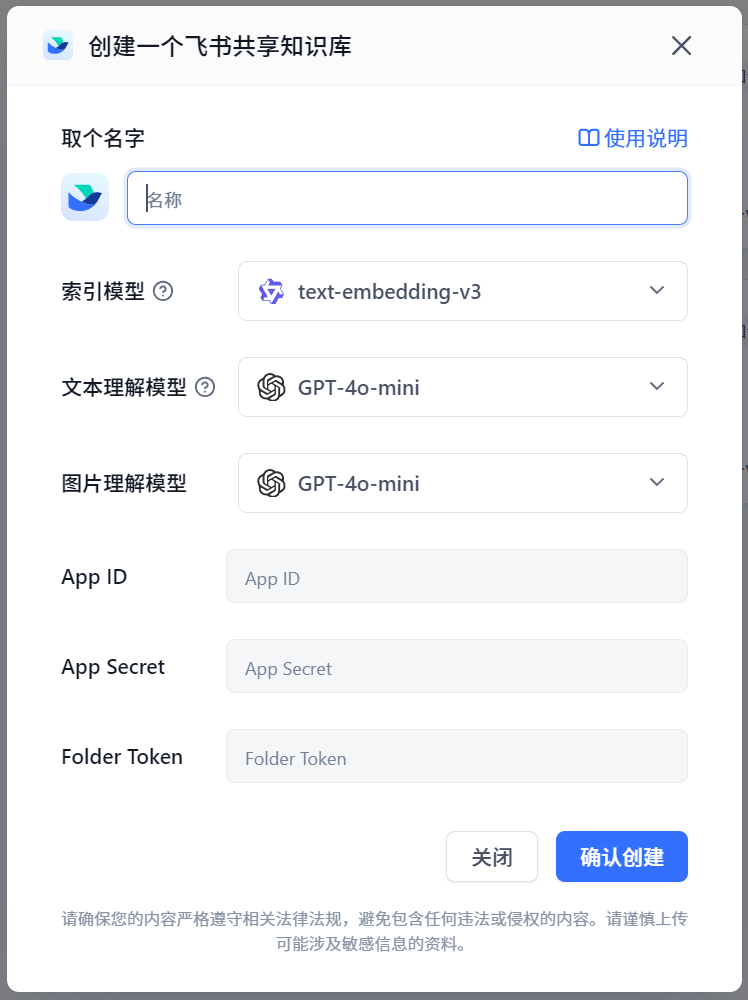 创建一个飞书共享知识库
取个名字
使用说明
名称
索引模型
text-embedding-v3
文本理解模型
GPT-4o-mini
图片理解模型
GPT-4o-mini
App ID
App ID
App Secret
App Secret
Folder Token
Folder Token
关闭
确认创建
请确保您的内容严格遵守相关法律法规，避免包含任何违法或侵权的内容。请谨慎上传
可能涉及敏感信息的资料。